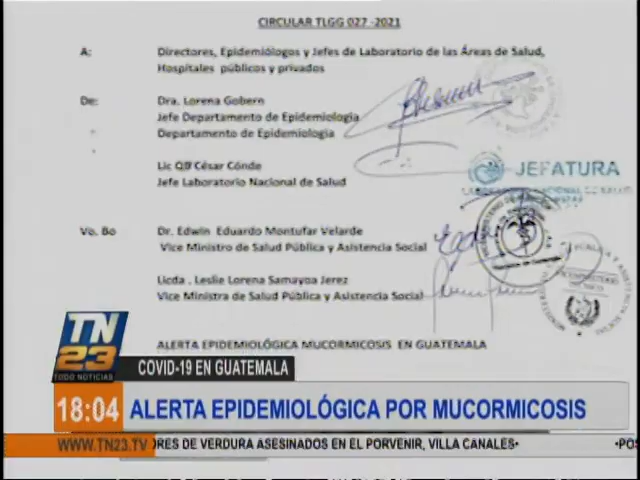 CIRCULAR TLGG 027 -2021
A: Directores, Epidemiólogos y Jefes de Laboratorio de las Áreas de Salud,
Hospitales públicos y privados
De: Dra. Lorena Gobern
Jefe Departamento de Epidemiología
Departamento de Epidemiología
Lic QB César Cónde
Jefe Laboratorio Nacional de Salud
JEFATURA
Vo. Bo Dr. Edwin Eduardo Montufar Velarde
Vice Ministro de Salud Pública y Asistencia Social
Licda. Leslie Lorena Samayoa Jerez
Vice Ministra de Salud Pública y Asistencia Social
ALERTA EPIDEMIOLÓGICA MUCORMICOSIS EN GUATEMALA
TN
23
TODO NOTICIAS
COVID-19 EN GUATEMALA
18:04 ALERTA EPIDEMIOLÓGICA POR MUCORMICOSIS
WWW.TN23.TV ORES DE VERDURA ASESINADOS EN EL PORVENIR, VILLA CANALES• •POS